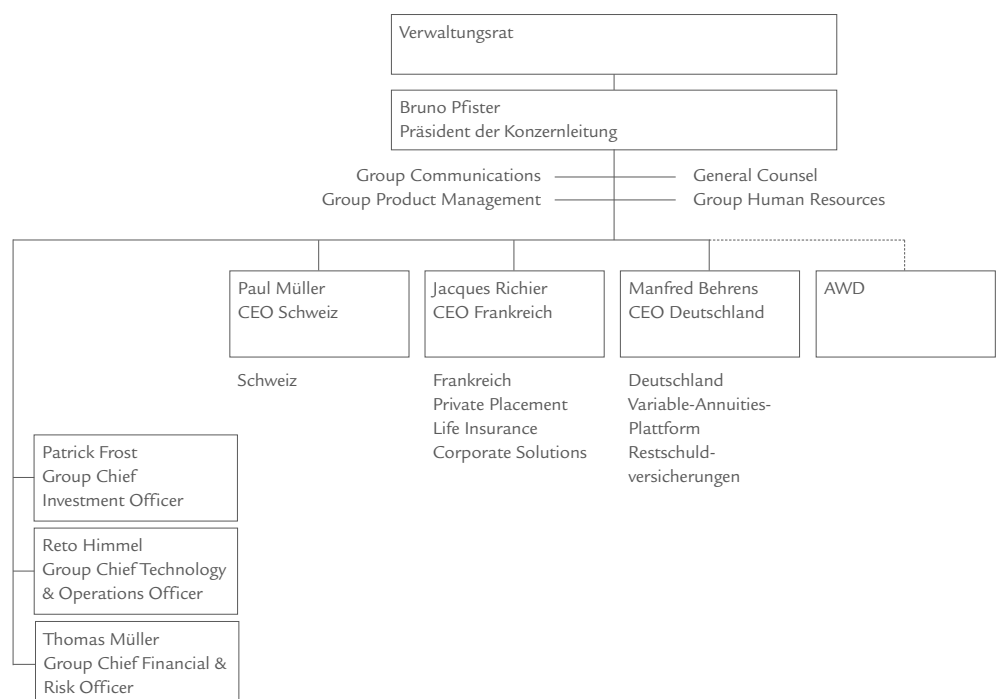 Verwaltungsrat
Bruno Pfister
Präsident der Konzernleitung
Group Communications
General Counsel
Group Product Management
Group Human Resources
Paul Müller
CEO Schweiz
Jacques Richier
CEO Frankreich
Manfred Behrens
CEO Deutschland
AWD
Schweiz
Frankreich
Private Placement
Life Insurance
Corporate Solutions
Deutschland
Variable-Annuities-
Plattform
Restschuld-
versicherungen
Patrick Frost
Group Chief
Investment Officer
Reto Himmel
Group Chief Technology
& Operations Officer
Thomas Müller
Group Chief Financial &
Risk Officer